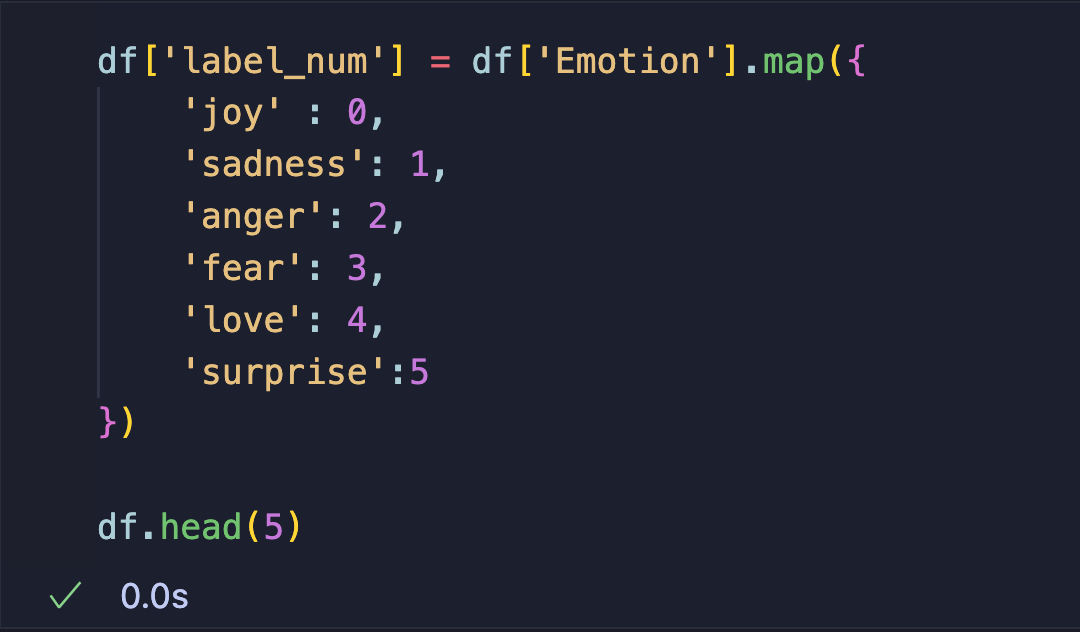 df['label_num'] = df['Emotion'].map({
    'joy' : 0,
    'sadness': 1,
    'anger': 2,
    'fear': 3,
    'love': 4,
    'surprise':5
})
df.head(5)
0.0s